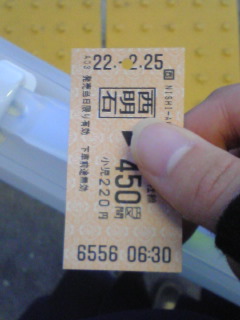 22.-2.25
西明石
NISHI-A
450円区間
小児220円
発売当日限り有効
下車前途無効
6556 06:30